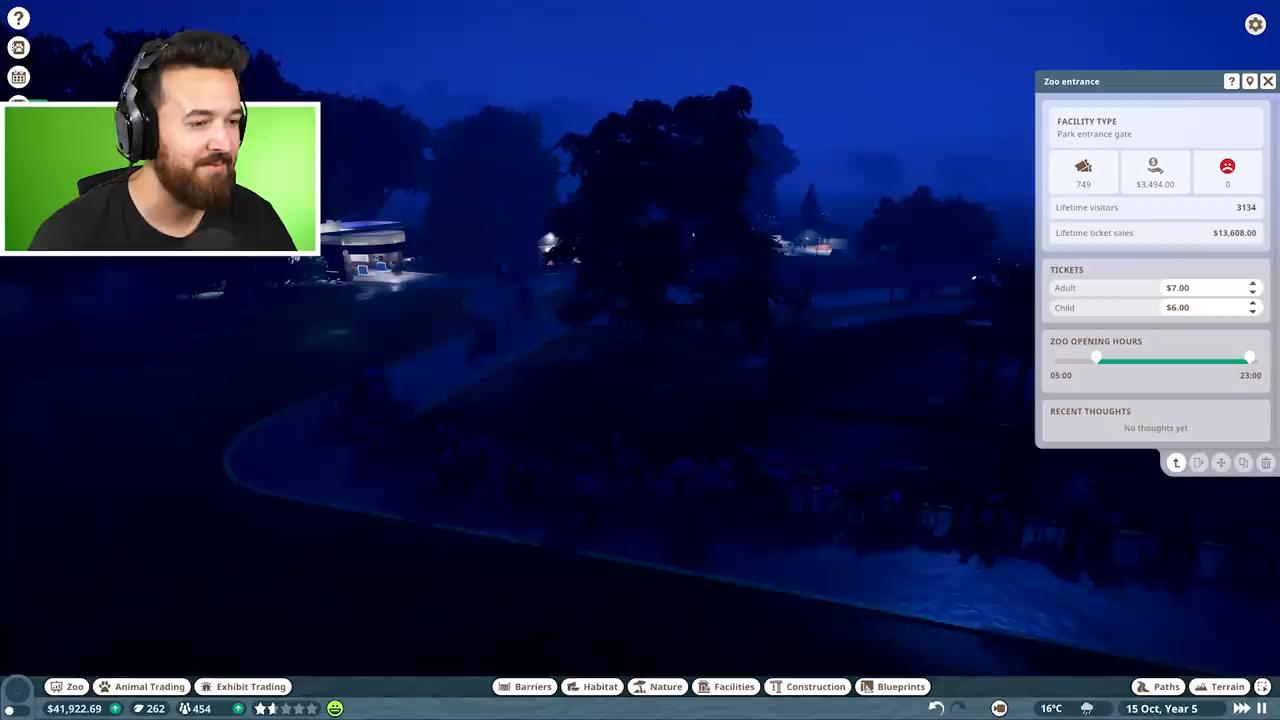 ?
Zoo entrance
?
FACILITY TYPE
Park entrance gate
749
$3,494.00
0
Lifetime visitors 3134
Lifetime ticket sales $13,608.00
TICKETS
Adult $7.00
Child $6.00
ZOO OPENING HOURS
05:00 23:00
RECENT THOUGHTS
No thoughts yet
Zoo Animal Trading Exhibit Trading Barriers Habitat Nature Facilities Construction Blueprints Paths Terrain
$41,922.69 262 454 16°C 15 Oct, Year 5